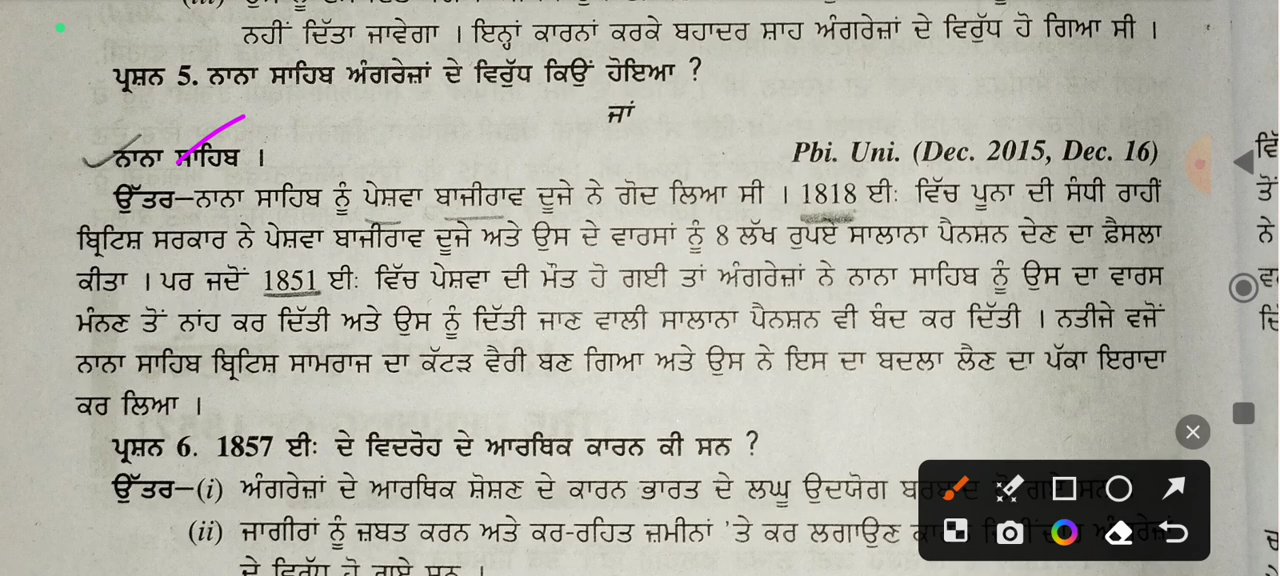 ਨਹੀਂ ਦਿੱਤਾ ਜਾਵੇਗਾ । ਇਨ੍ਹਾਂ ਕਾਰਨਾਂ ਕਰਕੇ ਬਹਾਦਰ ਸ਼ਾਹ ਅੰਗਰੇਜ਼ਾਂ ਦੇ ਵਿਰੁੱਧ ਹੋ ਗਿਆ ਸੀ ।
ਪ੍ਰਸ਼ਨ 5. ਨਾਨਾ ਸਾਹਿਬ ਅੰਗਰੇਜ਼ਾਂ ਦੇ ਵਿਰੁੱਧ ਕਿਉਂ ਹੋਇਆ ?
ਜਾਂ
ਨਾਨਾ ਸਾਹਿਬ । Pbi. Uni. (Dec. 2015, Dec. 16)
ਉੱਤਰ—ਨਾਨਾ ਸਾਹਿਬ ਨੂੰ ਪੇਸ਼ਵਾ ਬਾਜੀਰਾਵ ਦੂਜੇ ਨੇ ਗੋਦ ਲਿਆ ਸੀ । 1818 ਈਃ ਵਿੱਚ ਪੂਨਾ ਦੀ ਸੰਧੀ ਰਾਹੀਂ
ਬ੍ਰਿਟਿਸ਼ ਸਰਕਾਰ ਨੇ ਪੇਸ਼ਵਾ ਬਾਜੀਰਾਵ ਦੂਜੇ ਅਤੇ ਉਸ ਦੇ ਵਾਰਸਾਂ ਨੂੰ 8 ਲੱਖ ਰੁਪਏ ਸਾਲਾਨਾ ਪੈਨਸ਼ਨ ਦੇਣ ਦਾ ਫ਼ੈਸਲਾ
ਕੀਤਾ । ਪਰ ਜਦੋਂ 1851 ਈਃ ਵਿੱਚ ਪੇਸ਼ਵਾ ਦੀ ਮੌਤ ਹੋ ਗਈ ਤਾਂ ਅੰਗਰੇਜ਼ਾਂ ਨੇ ਨਾਨਾ ਸਾਹਿਬ ਨੂੰ ਉਸ ਦਾ ਵਾਰਸ
ਮੰਨਣ ਤੋਂ ਨਾਂਹ ਕਰ ਦਿੱਤੀ ਅਤੇ ਉਸ ਨੂੰ ਦਿੱਤੀ ਜਾਣ ਵਾਲੀ ਸਾਲਾਨਾ ਪੈਨਸ਼ਨ ਵੀ ਬੰਦ ਕਰ ਦਿੱਤੀ । ਨਤੀਜੇ ਵਜੋਂ
ਨਾਨਾ ਸਾਹਿਬ ਬ੍ਰਿਟਿਸ਼ ਸਾਮਰਾਜ ਦਾ ਕੱਟੜ ਵੈਰੀ ਬਣ ਗਿਆ ਅਤੇ ਉਸ ਨੇ ਇਸ ਦਾ ਬਦਲਾ ਲੈਣ ਦਾ ਪੱਕਾ ਇਰਾਦਾ
ਕਰ ਲਿਆ ।
ਪ੍ਰਸ਼ਨ 6. 1857 ਈਃ ਦੇ ਵਿਦਰੋਹ ਦੇ ਆਰਥਿਕ ਕਾਰਨ ਕੀ ਸਨ ?
ਉੱਤਰ—(i) ਅੰਗਰੇਜ਼ਾਂ ਦੇ ਆਰਥਿਕ ਸ਼ੋਸ਼ਣ ਦੇ ਕਾਰਨ ਭਾਰਤ ਦੇ ਲਘੂ ਉਦਯੋਗ
(ii) ਜਾਗੀਰਾਂ ਨੂੰ ਜ਼ਬਤ ਕਰਨ ਅਤੇ ਕਰ-ਰਹਿਤ ਜ਼ਮੀਨਾਂ 'ਤੇ ਕਰ ਲਗਾਉਣ
ਦੇ ਵਿਰੁੱਧ ਹੋ ਗਏ ਸਨ ।